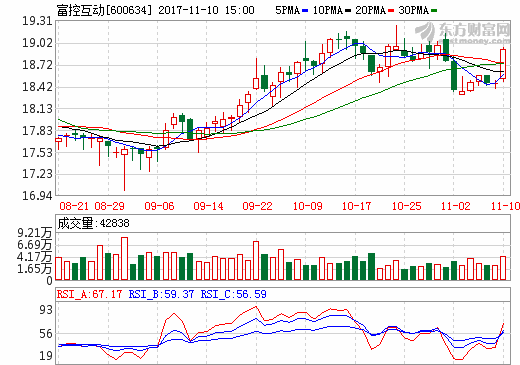 富控互动[600634] 2017-11-10 15:00 5PMA 10PMA 20PMA 30PMA
东方财富网
eastmoney.com
19.31
19.02
18.72
18.42
18.13
17.83
17.53
17.23
16.94
08-21 08-29 09-06 09-14 09-22 10-09 10-17 10-25 11-02 11-10
成交量:42838
9.21万
6.69万
4.17万
1.65万
0
RSI_A:67.17 RSI_B:59.37 RSI_C:56.59
93
56
19